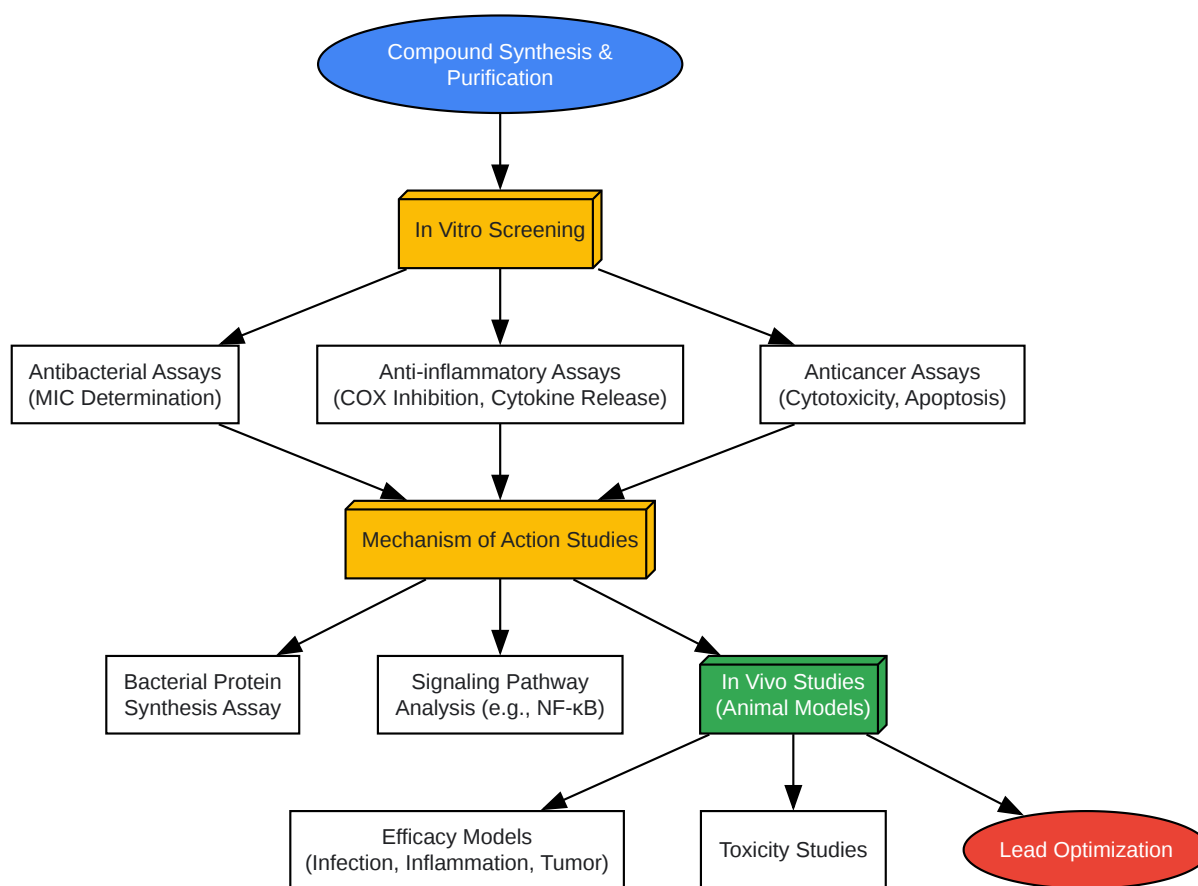 Compound Synthesis &
Purification
In Vitro Screening
Antibacterial Assays
(MIC Determination)
Anti-inflammatory Assays
(COX Inhibition, Cytokine Release)
Anticancer Assays
(Cytotoxicity, Apoptosis)
Mechanism of Action Studies
Bacterial Protein
Synthesis Assay
Signaling Pathway
Analysis (e.g., NF-κB)
In Vivo Studies
(Animal Models)
Efficacy Models
(Infection, Inflammation, Tumor)
Toxicity Studies
Lead Optimization